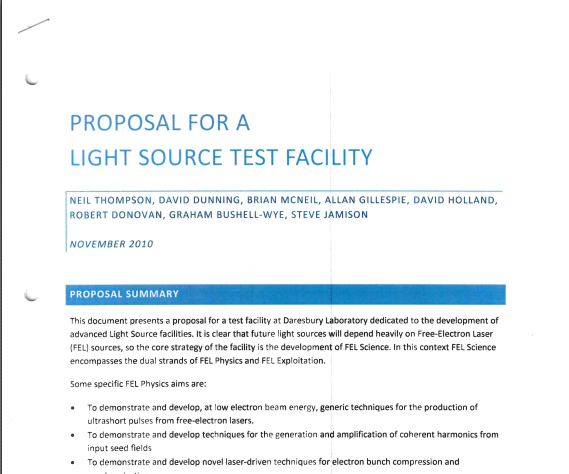 PROPOSAL FOR A
LIGHT SOURCE TEST FACILITY
NEIL THOMPSON, DAVID DUNNING, BRIAN MCNEIL, ALLAN GILLESPIE, DAVID HOLLAND,
ROBERT DONOVAN, GRAHAM BUSHELL-WYE, STEVE JAMISON
NOVEMBER 2010
PROPOSAL SUMMARY
This document presents a proposal for a test facility at Daresbury Laboratory dedicated to the development of
advanced Light Source facilities. It is clear that future light sources will depend heavily on Free-Electron Laser
(FEL) sources, so the core strategy of the facility is the development of FEL Science. In this context FEL Science
encompasses the dual strands of FEL Physics and FEL Exploitation.
Some specific FEL Physics aims are:
• To demonstrate and develop, at low electron beam energy, generic techniques for the production of
ultrashort pulses from free-electron lasers.
• To demonstrate and develop techniques for the generation and amplification of coherent harmonics from
input seed fields
• To demonstrate and develop novel laser-driven techniques for electron bunch compression and